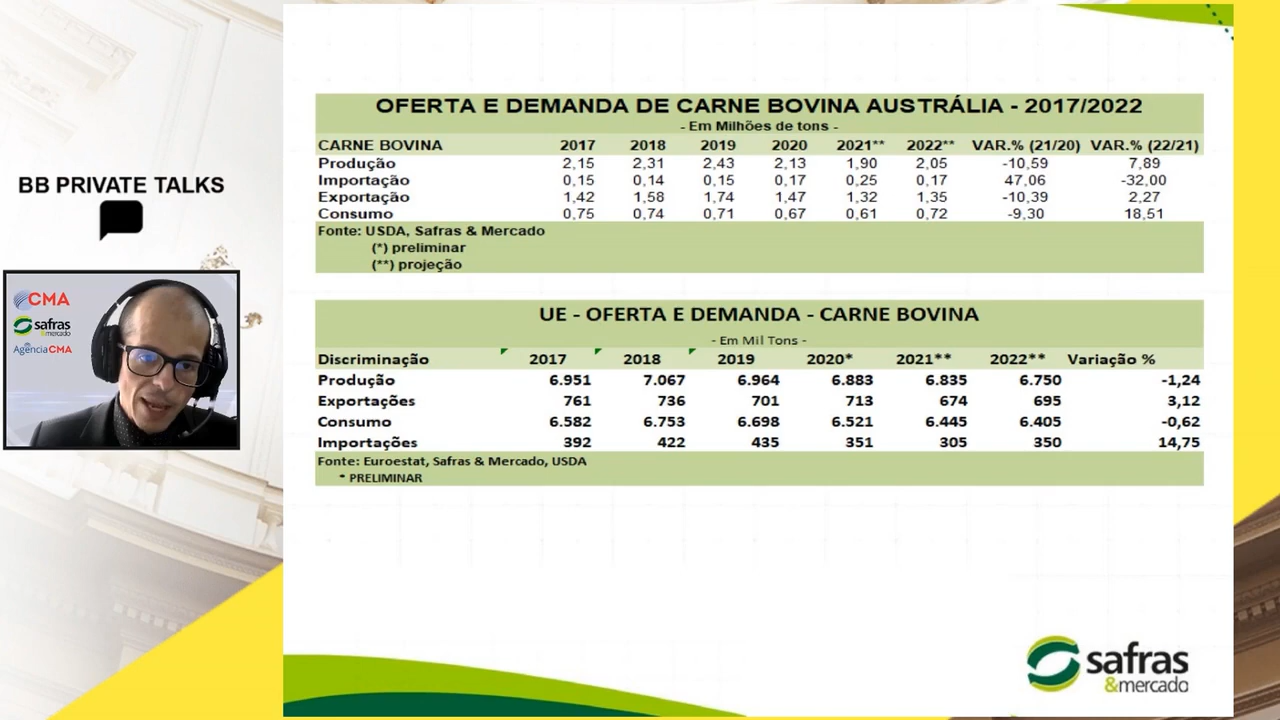 BB PRIVATE TALKS
CMA
safras
&mercado
AgênciaCMA
OFERTA E DEMANDA DE CARNE BOVINA AUSTRÁLIA - 2017/2022
- Em Milhões de tons -
CARNE BOVINA 2017 2018 2019 2020 2021** 2022** VAR.% (21/20) VAR.% (22/21)
Produção 2,15 2,31 2,43 2,13 1,90 2,05 -10,59 7,89
Importação 0,15 0,14 0,15 0,17 0,25 0,17 47,06 -32,00
Exportação 1,42 1,58 1,74 1,47 1,32 1,35 -10,39 2,27
Consumo 0,75 0,74 0,71 0,67 0,61 0,72 -9,30 18,51
Fonte: USDA, Safras & Mercado
(*) preliminar
(**) projeção
UE - OFERTA E DEMANDA - CARNE BOVINA
- Em Mil Tons -
Discriminação 2017 2018 2019 2020* 2021** 2022** Variação %
Produção 6.951 7.067 6.964 6.883 6.835 6.750 -1,24
Exportações 761 736 701 713 674 695 3,12
Consumo 6.582 6.753 6.698 6.521 6.445 6.405 -0,62
Importações 392 422 435 351 305 350 14,75
Fonte: Euroestat, Safras & Mercado, USDA
* PRELIMINAR
safras
&mercado